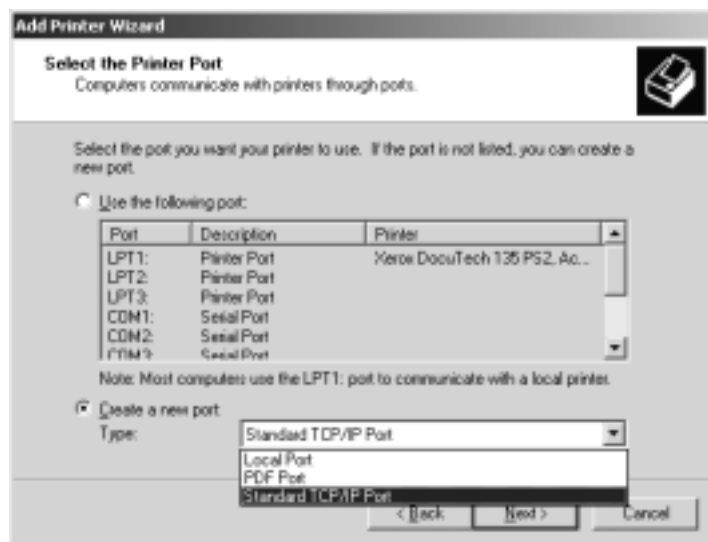 Add Printer Wizard
Select the Printer Port
Computers communicate with printers through ports.
Select the port you want your printer to use. If the port is not listed, you can create a
new port.
Use the following port:
Port Description Printer
LPT1: Printer Port Xerox DocuTech 135 PS2, Ac...
LPT2: Printer Port
LPT3: Printer Port
COM1: Serial Port
COM2: Serial Port
COM3: Serial Port
Note: Most computers use the LPT1: port to communicate with a local printer.
Create a new port
Type: Standard TCP/IP Port
Local Port
PDF Port
Standard TCP/IP Port
< Back Next > Cancel